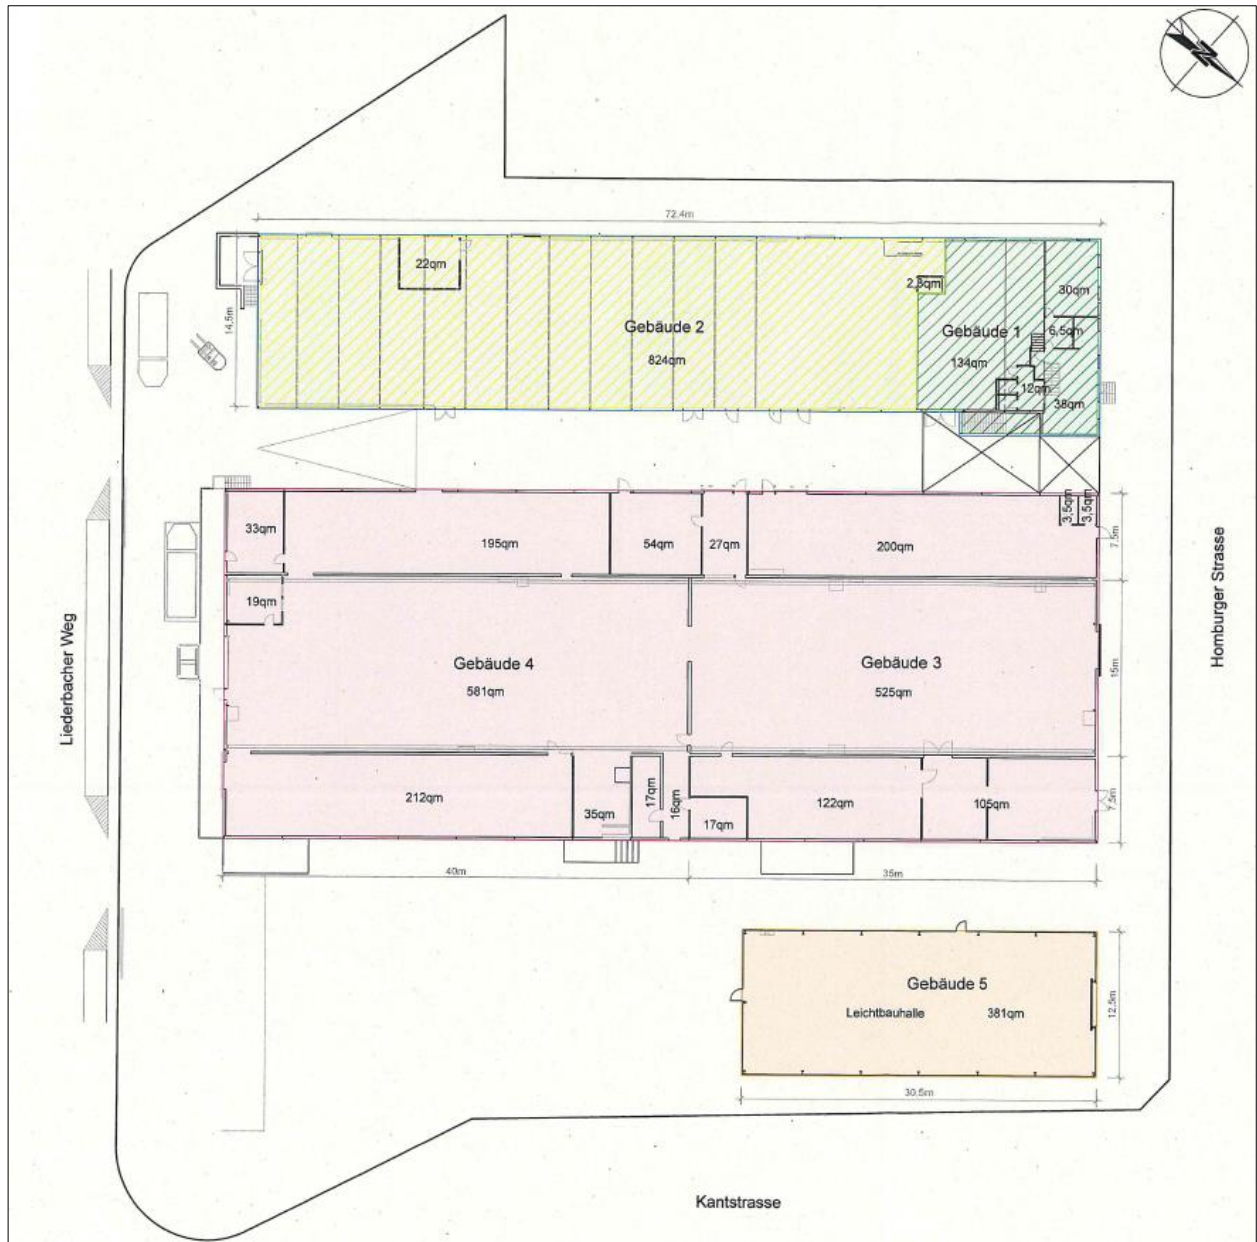 N
72,4m
22qm
2,3qm
30qm
14,5m
Gebäude 2
824qm
Gebäude 1
134qm
6,5qm
12qm
38qm
33qm
195qm
54qm
27qm
200qm
3,5qm
3,5qm
7,5m
19qm
Gebäude 4
581qm
Gebäude 3
525qm
15m
Liederbacher Weg
Homburger Strasse
212qm
35qm
17qm
16qm
17qm
122qm
105qm
7,5m
40m
35m
Gebäude 5
Leichtbauhalle 381qm
12,5m
30,5m
Kantstrasse